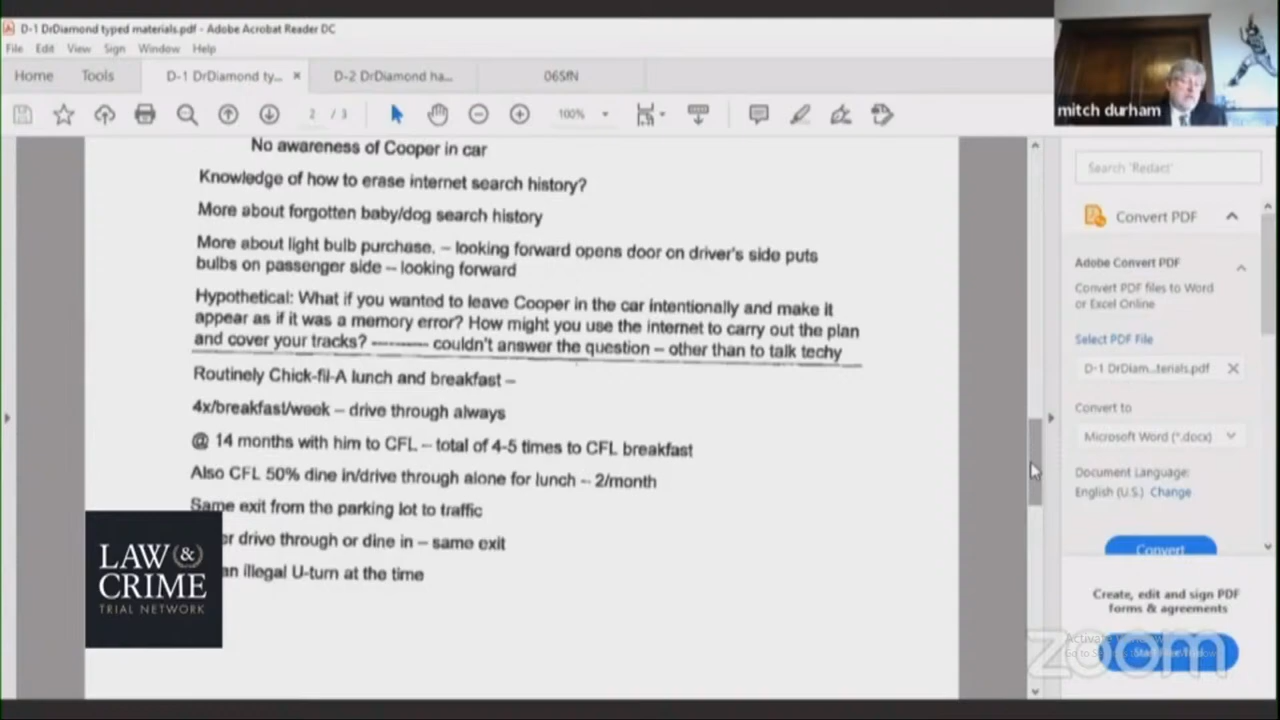 D-1 DrDiamond typed materials.pdf - Adobe Acrobat Reader DC
File Edit View Sign Window Help
Home Tools D-1 DrDiamond ty... × D-2 DrDiamond ha... 06SfN
2 / 3 100%
mitch durham
No awareness of Cooper in car
Knowledge of how to erase internet search history?
More about forgotten baby/dog search history
More about light bulb purchase. – looking forward opens door on driver's side puts
bulbs on passenger side – looking forward
Hypothetical: What if you wanted to leave Cooper in the car intentionally and make it
appear as if it was a memory error? How might you use the internet to carry out the plan
and cover your tracks? ---------- couldn't answer the question – other than to talk techy
Routinely Chick-fil-A lunch and breakfast –
4x/breakfast/week – drive through always
@ 14 months with him to CFL – total of 4-5 times to CFL breakfast
Also CFL 50% dine in/drive through alone for lunch – 2/month
Same exit from the parking lot to traffic
drive through or dine in – same exit
an illegal U-turn at the time
LAW &
CRIME
TRIAL NETWORK
Search 'Redact'
Convert PDF
Adobe Convert PDF
Convert PDF files to Word
or Excel Online
Select PDF File
D-1 DrDiam...terials.pdf ×
Convert to
Microsoft Word (*.docx)
Document Language:
English (U.S.) Change
Convert
Create, edit and sign PDF
forms & agreements
zoom